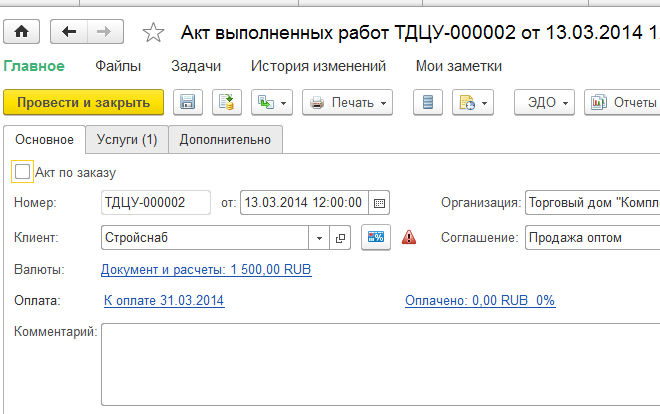 Акт выполненных работ ТДЦУ-000002 от 13.03.2014 1
Главное Файлы Задачи История изменений Мои заметки
Провести и закрыть Печать ЭДО Отчеты
Основное Услуги (1) Дополнительно
Акт по заказу
Номер: ТДЦУ-000002 от: 13.03.2014 12:00:00 Организация: Торговый дом "Компл
Клиент: Стройснаб Соглашение: Продажа оптом
Валюты: Документ и расчеты: 1 500,00 RUB
Оплата: К оплате 31.03.2014 Оплачено: 0,00 RUB 0%
Комментарий: